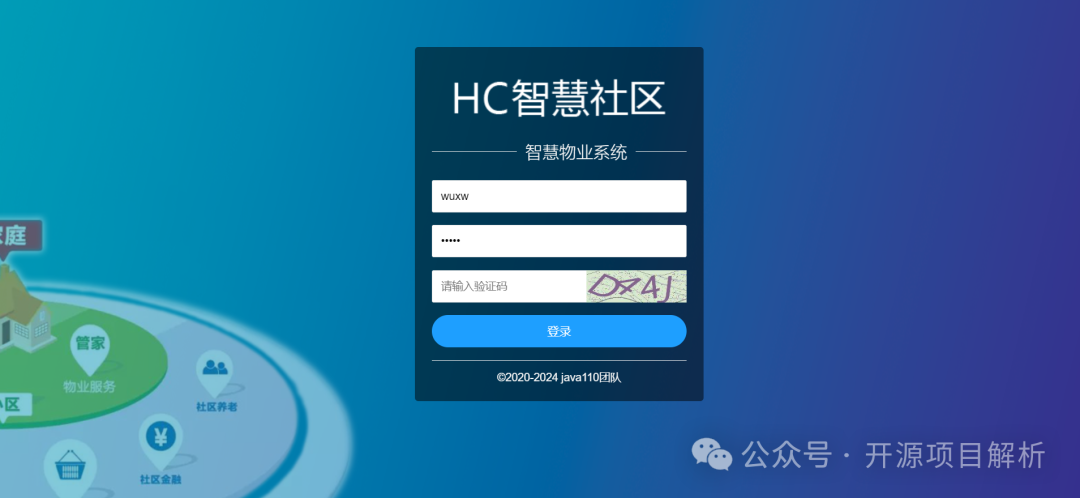 HC智慧社区
智慧物业系统
wuxw
•••••
请输入验证码
登录
©2020-2024 java110团队
家庭
管家
物业服务
小区
社区养老
¥
社区金融
公众号 · 开源项目解析